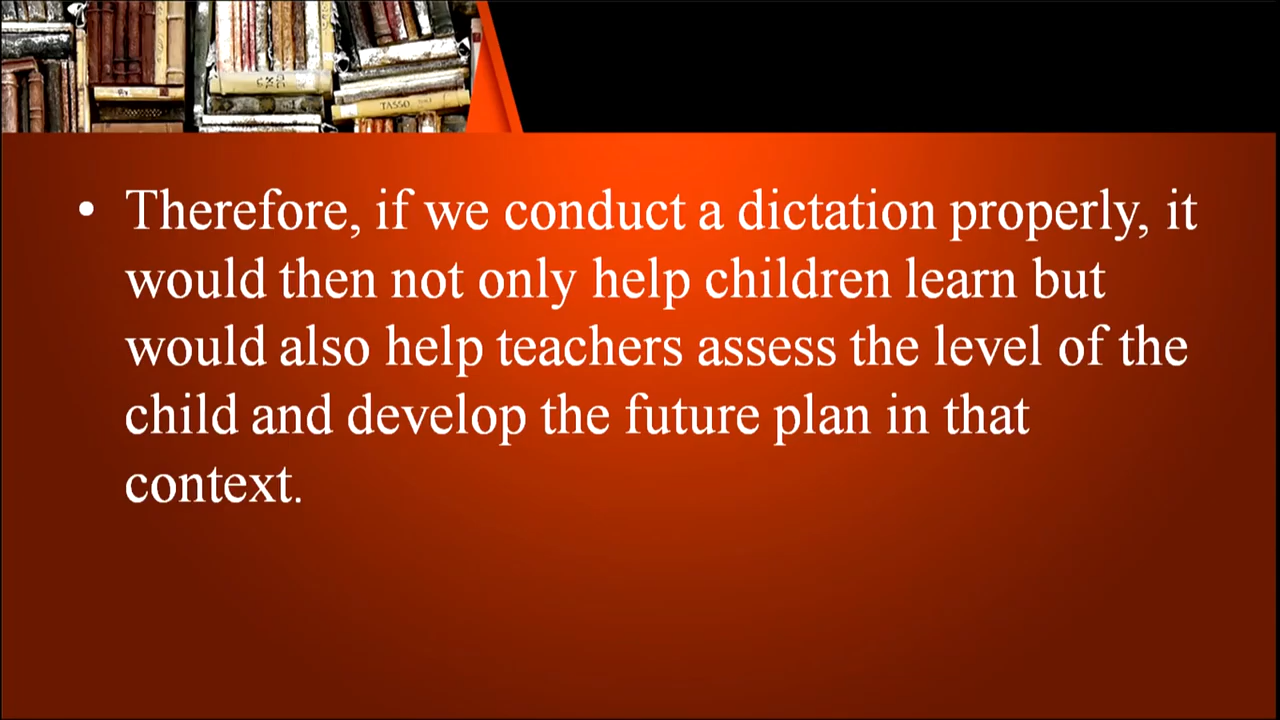 TASSO
• Therefore, if we conduct a dictation properly, it
would then not only help children learn but
would also help teachers assess the level of the
child and develop the future plan in that
context.